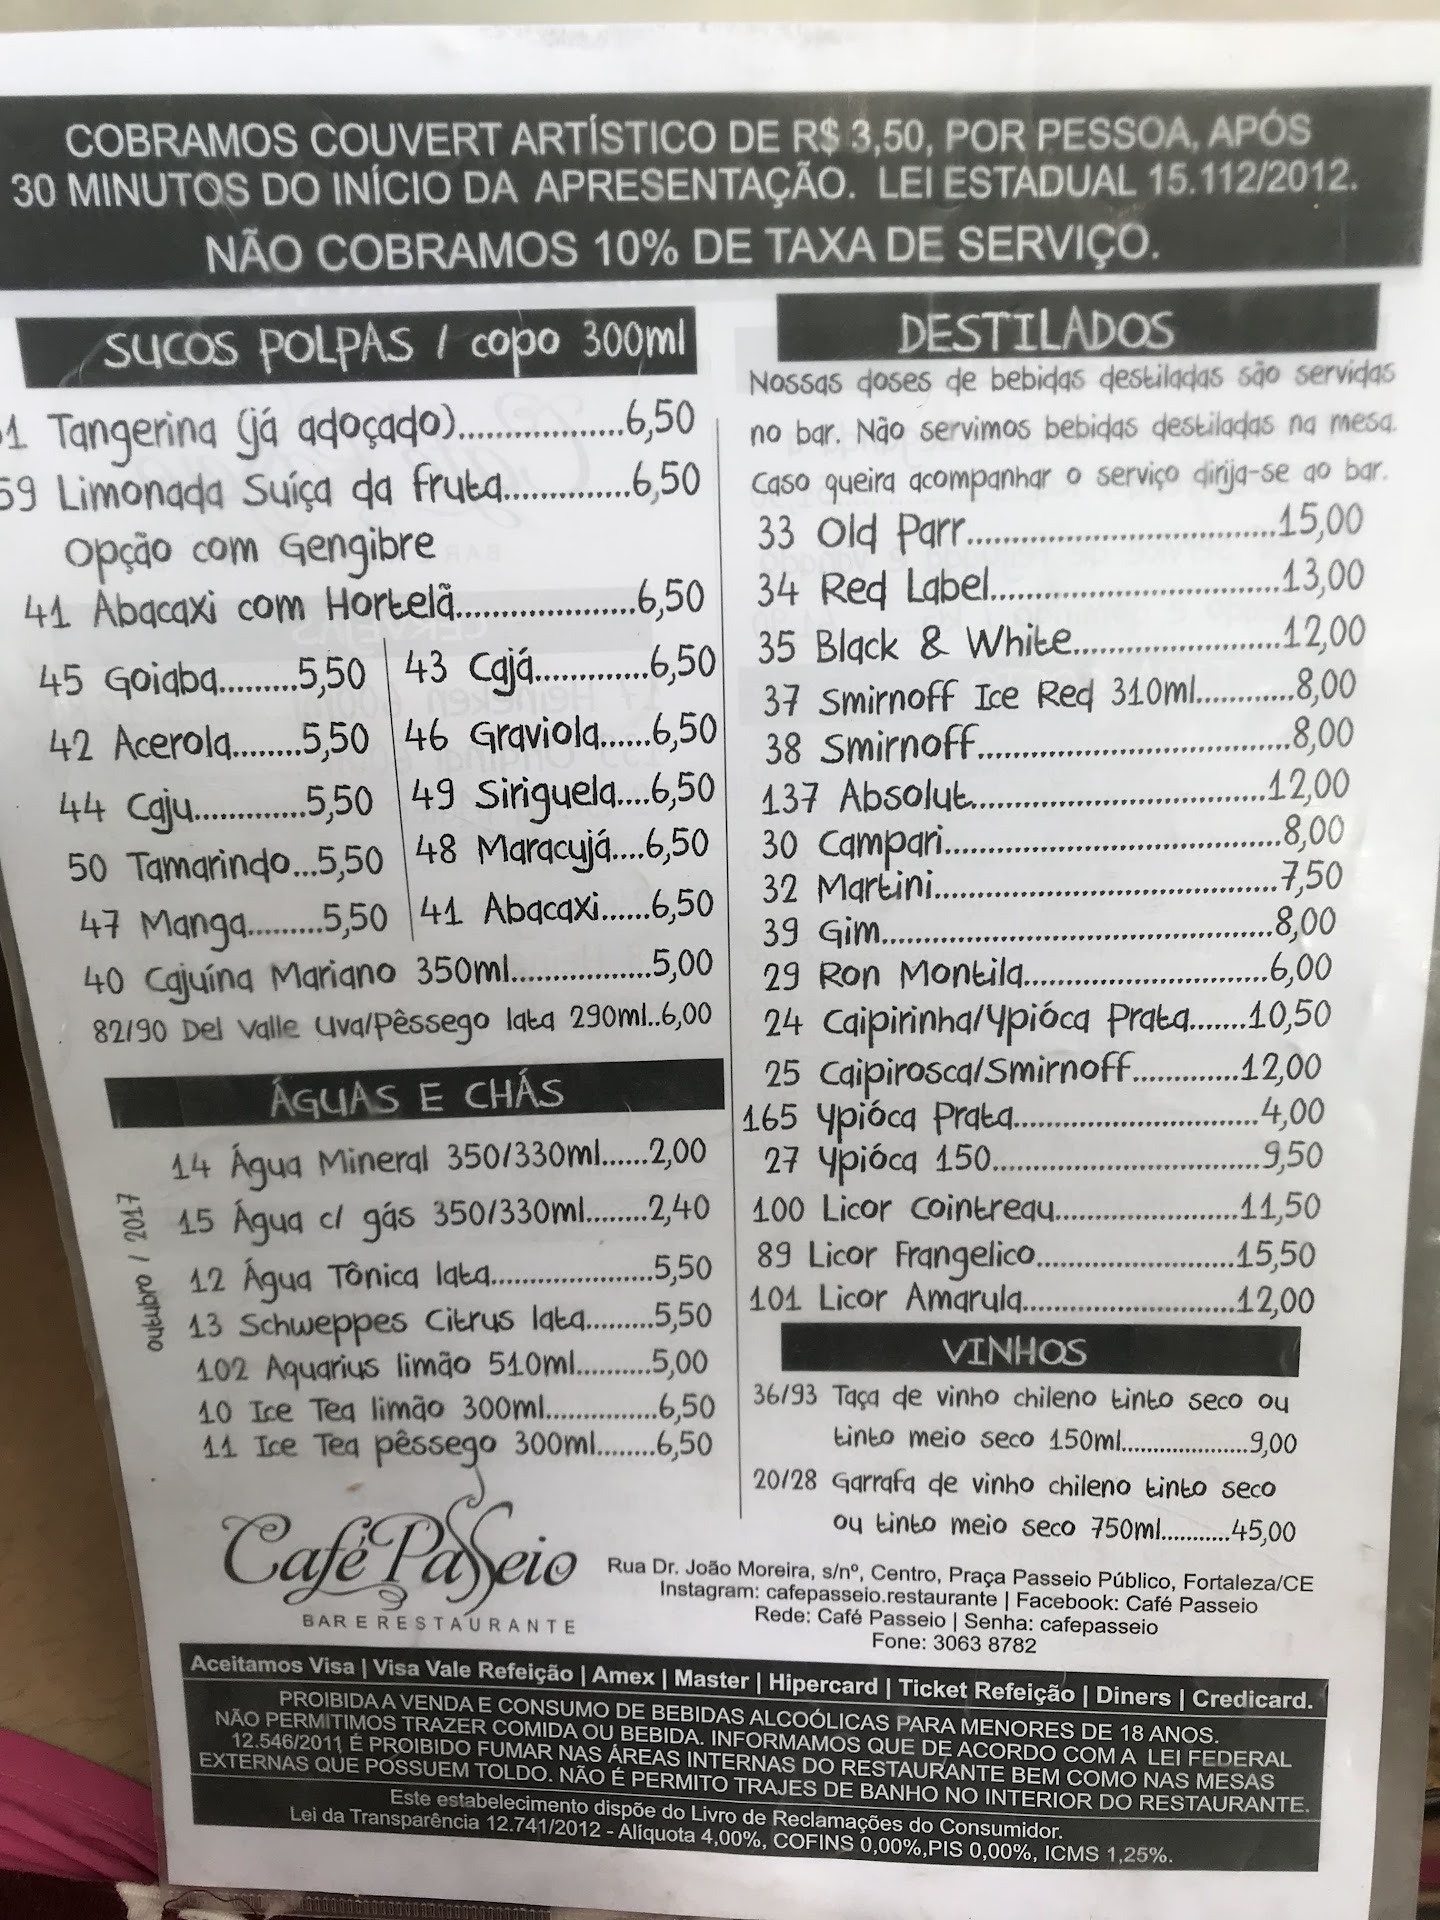 COBRAMOS COUVERT ARTÍSTICO DE R$ 3,50, POR PESSOA, APÓS
30 MINUTOS DO INÍCIO DA APRESENTAÇÃO. LEI ESTADUAL 15.112/2012.
NÃO COBRAMOS 10% DE TAXA DE SERVIÇO.
SUCOS POLPAS / copo 300ml
Tangerina (já adoçado)..................6,50
59 Limonada Suíça da fruta..............6,50
Opção com Gengibre
41 Abacaxi com Hortelã....................6,50
45 Goiaba.........5,50
42 Acerola........5,50
44 Caju.............5,50
50 Tamarindo...5,50
47 Manga.........5,50
43 Cajá.............6,50
46 Graviola......6,50
49 Siriguela....6,50
48 Maracujá....6,50
41 Abacaxi......6,50
40 Cajuína Mariano 350ml................5,00
82/90 Del Valle Uva/Pêssego lata 290ml..6,00
ÁGUAS E CHÁS
14 Água Mineral 350/330ml......2,00
15 Água c/ gás 350/330ml........2,40
12 Água Tônica lata.......................5,50
13 Schweppes Citrus lata.........5,50
102 Aquarius limão 510ml..........5,00
10 Ice Tea limão 300ml...............6,50
11 Ice Tea pêssego 300ml........6,50
outubro / 2017
DESTILADOS
Nossas doses de bebidas destiladas são servidas
no bar. Não servimos bebidas destiladas na mesa.
Caso queira acompanhar o serviço dirija-se ao bar.
33 Old Parr....................................15,00
34 Red Label..................................13,00
35 Black & White.........................12,00
37 Smirnoff Ice Red 310ml............8,00
38 Smirnoff.....................................8,00
137 Absolut...................................12,00
30 Campari.......................................8,00
32 Martini........................................7,50
39 Gim.............................................8,00
29 Ron Montila.............................6,00
24 Caipirinha/Ypióca Prata.......10,50
25 Caipirosca/Smirnoff.............12,00
165 Ypióca Prata............................4,00
27 Ypióca 150.................................9,50
100 Licor Cointreau.....................11,50
89 Licor Frangelico......................15,50
101 Licor Amarula.........................12,00
VINHOS
36/93 Taça de vinho chileno tinto seco ou
tinto meio seco 150ml....................9,00
20/28 Garrafa de vinho chileno tinto seco
ou tinto meio seco 750ml...........45,00
Café Passeio
BAR E RESTAURANTE
Rua Dr. João Moreira, s/nº, Centro, Praça Passeio Público, Fortaleza/CE
Instagram: cafepasseio.restaurante | Facebook: Café Passeio
Rede: Café Passeio | Senha: cafepasseio
Fone: 3063 8782
Aceitamos Visa | Visa Vale Refeição | Amex | Master | Hipercard | Ticket Refeição | Diners | Credicard.
PROIBIDA A VENDA E CONSUMO DE BEBIDAS ALCOÓLICAS PARA MENORES DE 18 ANOS.
NÃO PERMITIMOS TRAZER COMIDA OU BEBIDA. INFORMAMOS QUE DE ACORDO COM A LEI FEDERAL
12.546/2011 É PROIBIDO FUMAR NAS ÁREAS INTERNAS DO RESTAURANTE BEM COMO NAS MESAS
EXTERNAS QUE POSSUEM TOLDO. NÃO É PERMITO TRAJES DE BANHO NO INTERIOR DO RESTAURANTE.
Este estabelecimento dispõe do Livro de Reclamações do Consumidor.
Lei da Transparência 12.741/2012 - Alíquota 4,00%, COFINS 0,00%,PIS 0,00%, ICMS 1,25%.